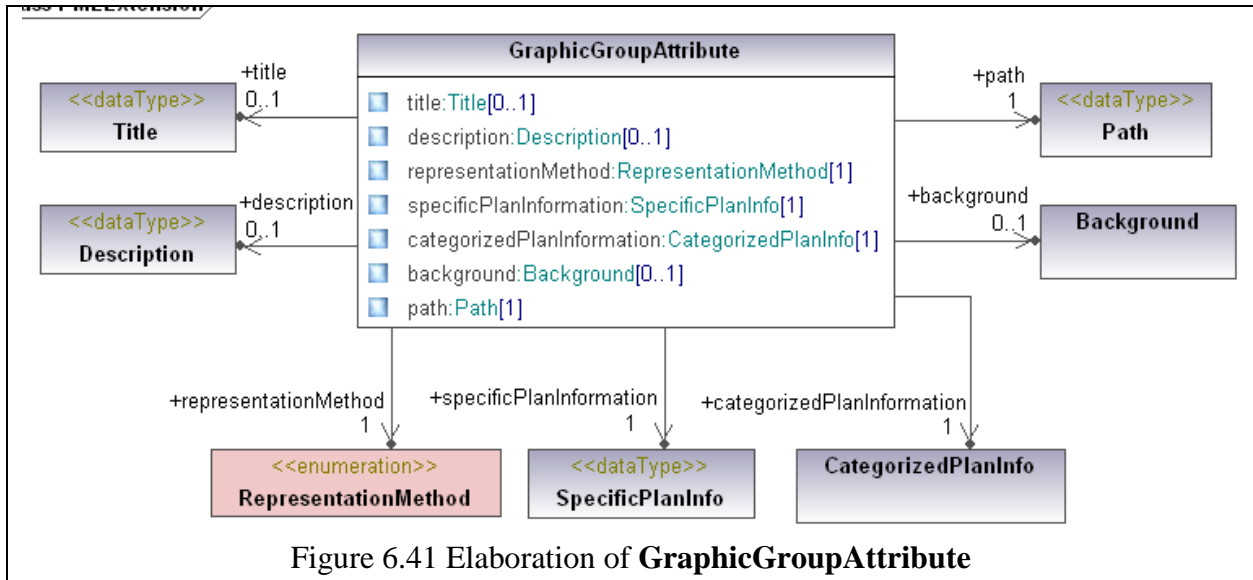 GraphicGroupAttribute
title:Title[0..1]
description:Description[0..1]
representationMethod:RepresentationMethod[1]
specificPlanInformation:SpecificPlanInfo[1]
categorizedPlanInformation:CategorizedPlanInfo[1]
background:Background[0..1]
path:Path[1]
+title
0..1
<<dataType>>
Title
+description
0..1
<<dataType>>
Description
+path
1
<<dataType>>
Path
+background
0..1
Background
+representationMethod
1
<<enumeration>>
RepresentationMethod
+specificPlanInformation
1
<<dataType>>
SpecificPlanInfo
+categorizedPlanInformation
1
CategorizedPlanInfo
Figure 6.41 Elaboration of GraphicGroupAttribute